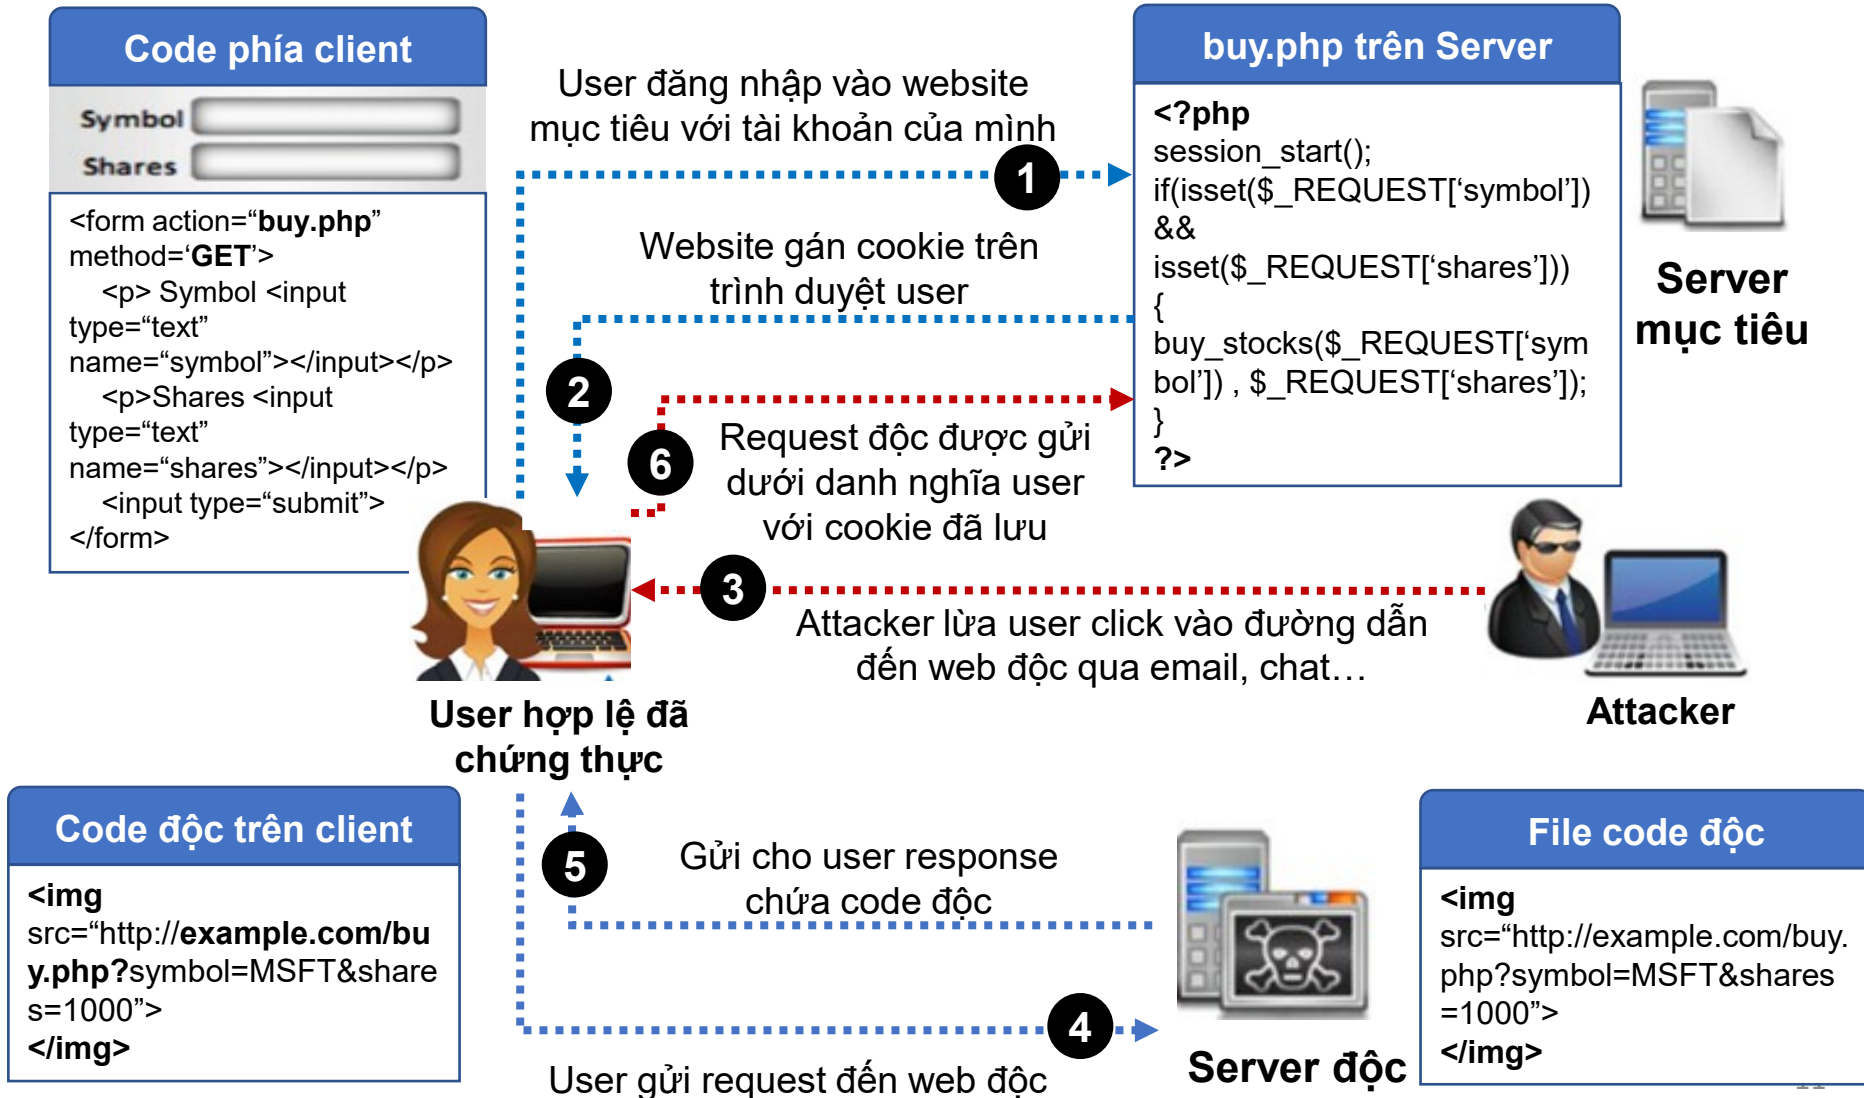 Code phía client
Symbol
Shares
<form action=“buy.php”
method=‘GET’>
<p> Symbol <input
type=“text”
name=“symbol”></input></p>
<p>Shares <input
type=“text”
name=“shares”></input></p>
<input type=“submit”>
</form>
User đăng nhập vào website
mục tiêu với tài khoản của mình
1
Website gán cookie trên
trình duyệt user
2
6
Request độc được gửi
dưới danh nghĩa user
với cookie đã lưu
buy.php trên Server
<?php
session_start();
if(isset($_REQUEST[‘symbol’])
&&
isset($_REQUEST[‘shares’]))
{
buy_stocks($_REQUEST[‘sym
bol’]) , $_REQUEST[‘shares’]);
}
?>
Server
mục tiêu
3
Attacker lừa user click vào đường dẫn
đến web độc qua email, chat…
Attacker
User hợp lệ đã
chứng thực
Code độc trên client
<img
src=“http://example.com/bu
y.php?symbol=MSFT&share
s=1000”>
</img>
5
Gửi cho user response
chứa code độc
4
User gửi request đến web độc
Server độc
File code độc
<img
src=“http://example.com/buy.
php?symbol=MSFT&shares
=1000”>
</img>